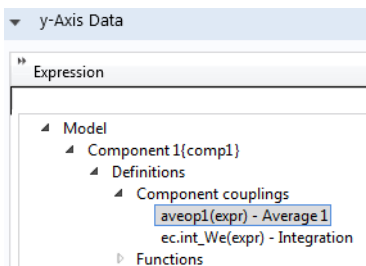 y-Axis Data
Expression
Model
Component 1{comp1}
Definitions
Component couplings
aveop1(expr) - Average 1
ec.int_We(expr) - Integration
Functions